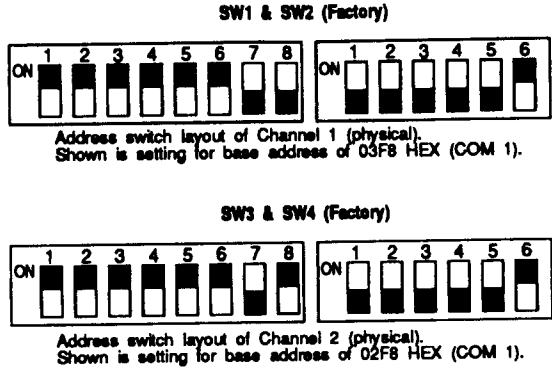 SW1 & SW2 (Factory)
1 2 3 4 5 6 7 8 1 2 3 4 5 6
ON ON
Address switch layout of Channel 1 (physical).
Shown is setting for base address of 03F8 HEX (COM 1).
SW3 & SW4 (Factory)
1 2 3 4 5 6 7 8 1 2 3 4 5 6
ON ON
Address switch layout of Channel 2 (physical).
Shown is setting for base address of 02F8 HEX (COM 1).